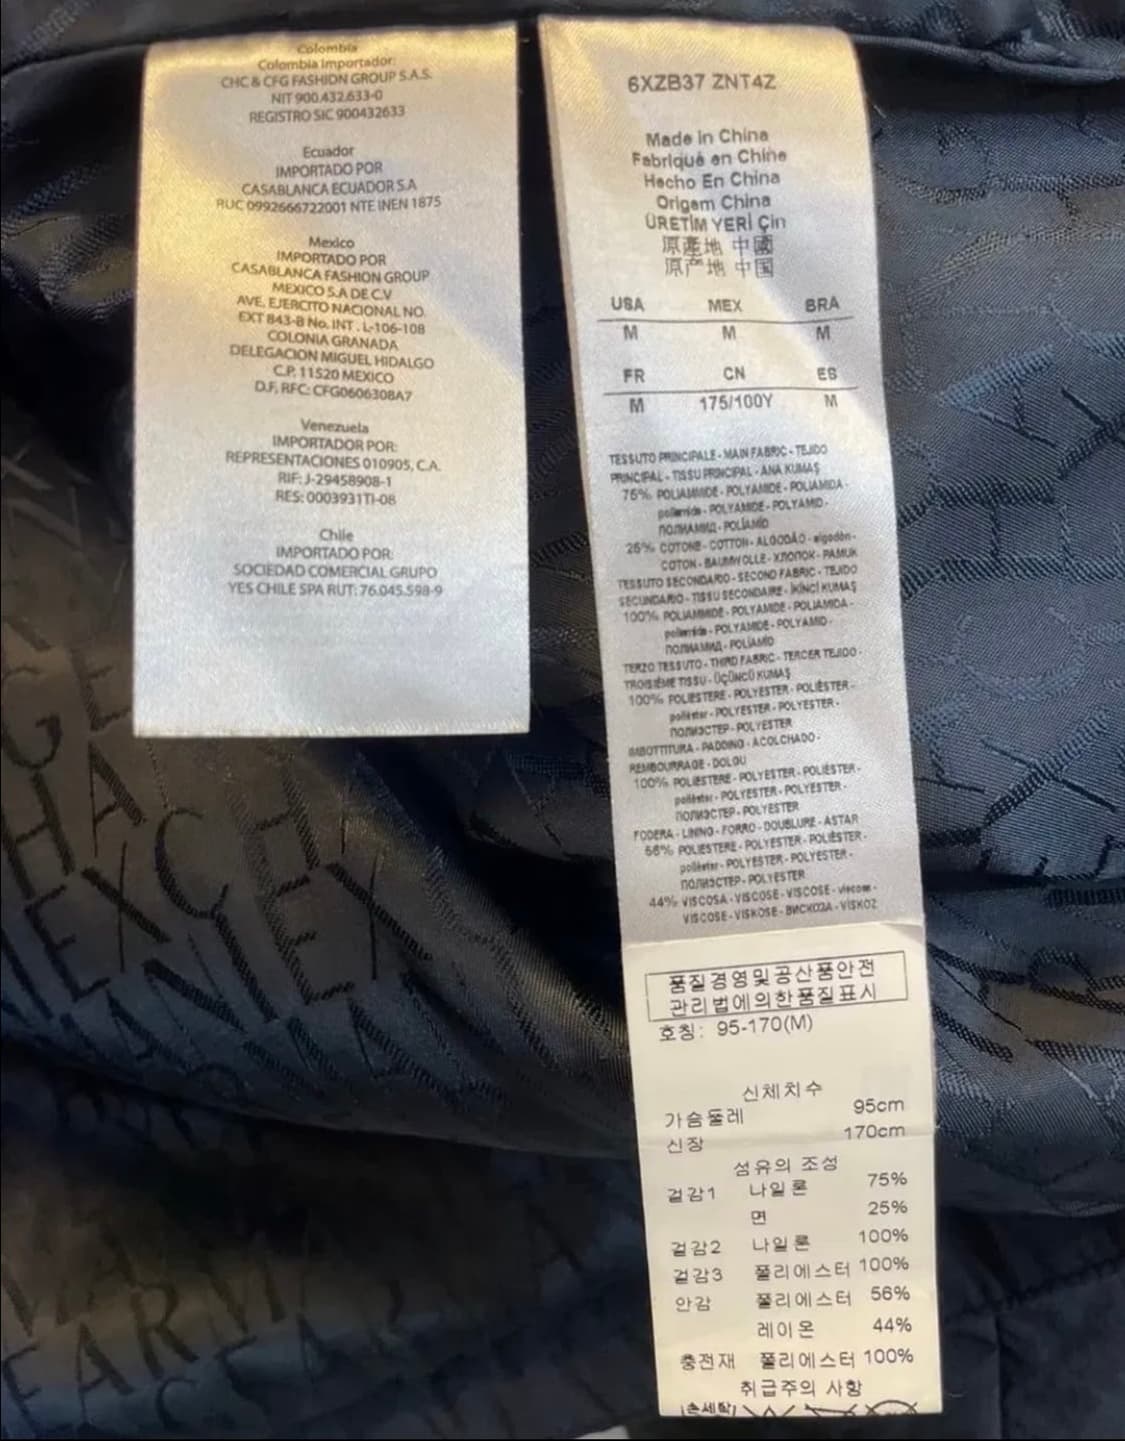 Colombia
Colombia Importador:
CHC & CFG FASHION GROUP S.A.S.
NIT 900.432.633-0
REGISTRO SIC 900432633
Ecuador
IMPORTADO POR
CASABLANCA ECUADOR S.A
RUC 0992666722001 NTE INEN 1875
Mexico
IMPORTADO POR
CASABLANCA FASHION GROUP
MEXICO S.A DE C.V
AVE. EJERCITO NACIONAL NO.
EXT 843-B No. INT . L-106-108
COLONIA GRANADA
DELEGACION MIGUEL HIDALGO
C.P. 11520 MEXICO
D.F. RFC: CFG0606308A7
Venezuela
IMPORTADOR POR:
REPRESENTACIONES 010905, C.A.
RIF: J-29458908-1
RES: 0003931TI-08
Chile
IMPORTADO POR:
SOCIEDAD COMERCIAL GRUPO
YES CHILE SPA RUT: 76.045.598-9
6XZB37 ZNT4Z
Made in China
Fabriqué en Chine
Hecho En China
Origem China
ÜRETİM YERİ Çin
原產地 中國
原产地 中国
USA MEX BRA
M M M
FR CN ES
M 175/100Y M
TESSUTO PRINCIPALE - MAIN FABRIC - TEJIDO
PRINCIPAL - TISSU PRINCIPAL - ANA KUMAŞ
75% POLIAMMIDE - POLYAMIDE - POLIAMIDA -
poliamida - POLYAMIDE - POLYAMID -
ПОЛИАМИД - POLİAMİD
25% COTONE - COTTON - ALGODÃO - algodón -
COTON - BAUMWOLLE - ХЛОПОК - PAMUK
TESSUTO SECONDARIO - SECOND FABRIC - TEJIDO
SECUNDARIO - TISSU SECONDAIRE - İKİNCİ KUMAŞ
100% POLIAMMIDE - POLYAMIDE - POLIAMIDA -
poliamida - POLYAMIDE - POLYAMID -
ПОЛИАМИД - POLİAMİD
TERZO TESSUTO - THIRD FABRIC - TERCER TEJIDO -
TROISIÈME TISSU - ÜÇÜNCÜ KUMAŞ
100% POLIESTERE - POLYESTER - POLIÉSTER -
poliéster - POLYESTER - POLYESTER -
ПОЛИЭСТЕР - POLYESTER
IMBOTTITURA - PADDING - ACOLCHADO -
REMBOURRAGE - DOLGU
100% POLIESTERE - POLYESTER - POLIÉSTER -
poliéster - POLYESTER - POLYESTER -
ПОЛИЭСТЕР - POLYESTER
FODERA - LINING - FORRO - DOUBLURE - ASTAR
56% POLIESTERE - POLYESTER - POLIÉSTER -
poliéster - POLYESTER - POLYESTER -
ПОЛИЭСТЕР - POLYESTER
44% VISCOSA - VISCOSE - VISCOSE - viscosa -
VISCOSE - VISKOSE - ВИСКОЗА - VİSKOZ
품질경영및공산품안전
관리법에의한품질표시
호칭: 95-170(M)
신체치수
가슴둘레 95cm
신장 170cm
섬유의 조성
겉감1 나일론 75%
면 25%
겉감2 나일론 100%
겉감3 폴리에스터 100%
안감 폴리에스터 56%
레이온 44%
충전재 폴리에스터 100%
취급주의 사항
손세탁